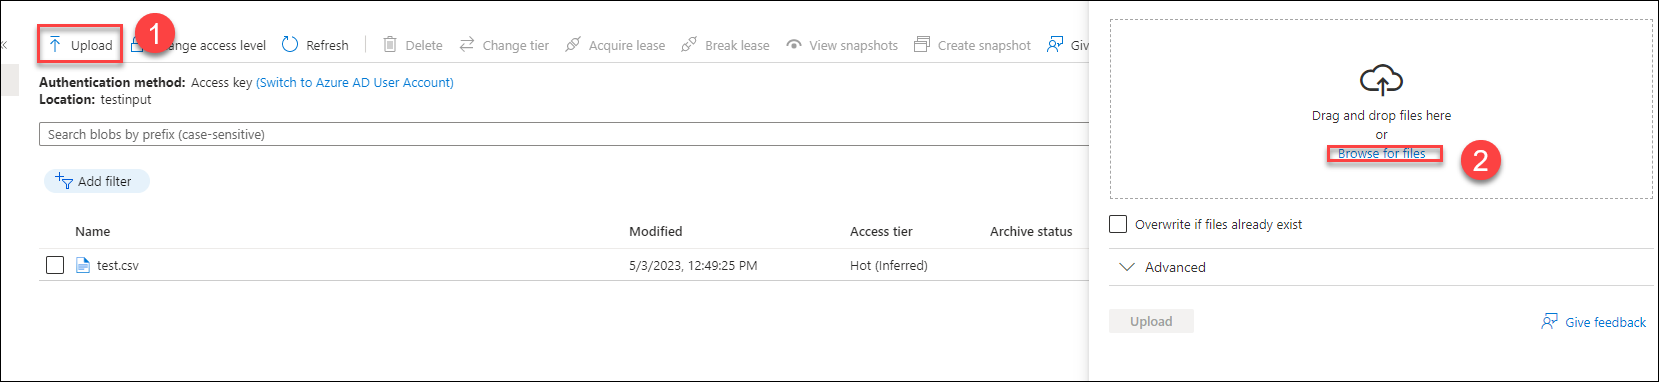 «
Upload
1
ange access level
Refresh
Delete
Change tier
Acquire lease
Break lease
View snapshots
Create snapshot
Giv
Authentication method: Access key (Switch to Azure AD User Account)
Location: testinput
Search blobs by prefix (case-sensitive)
Add filter
Name Modified Access tier Archive status
test.csv 5/3/2023, 12:49:25 PM Hot (Inferred)
Drag and drop files here
or
Browse for files
2
Overwrite if files already exist
Advanced
Upload
Give feedback